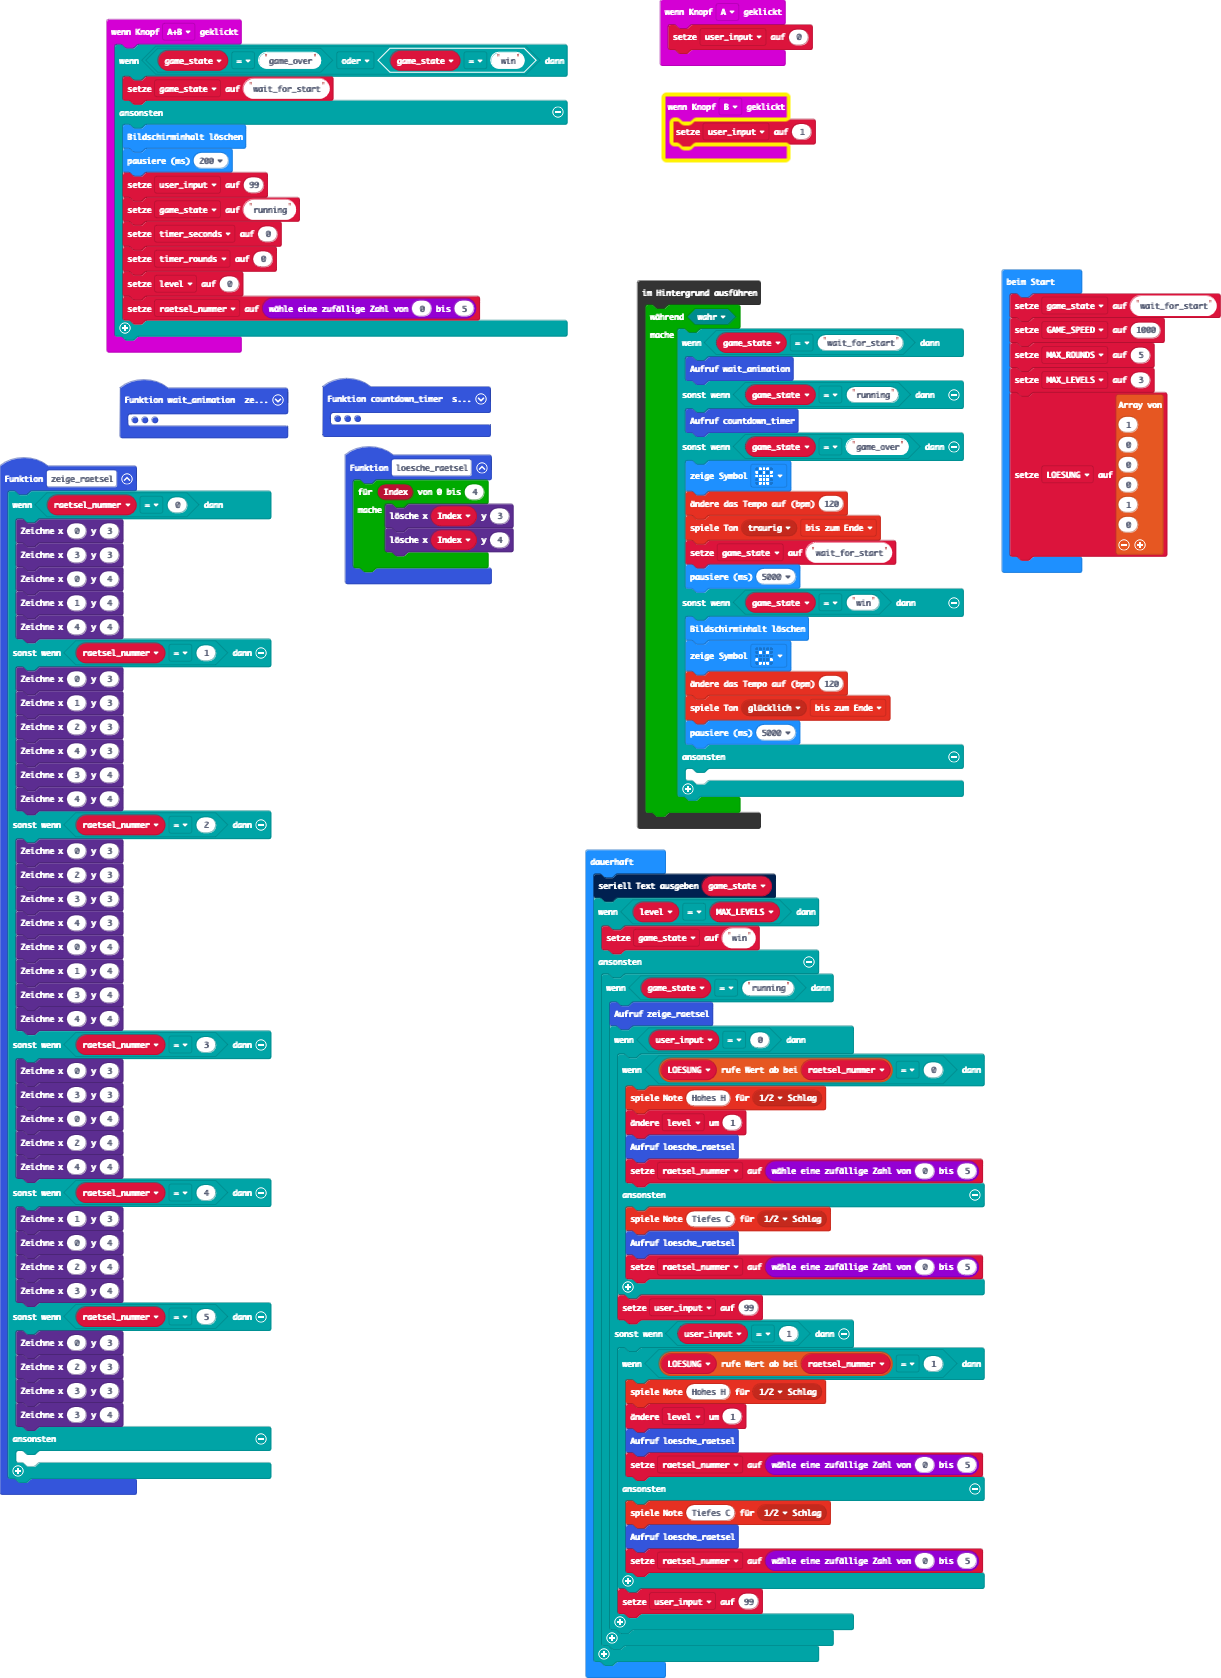 wenn Knopf A+B geklickt
wenn game_state = "game_over" oder game_state = "win" dann
setze game_state auf "wait_for_start"
ansonsten
Bildschirminhalt löschen
pausiere (ms) 200
setze user_input auf 99
setze game_state auf "running"
setze timer_seconds auf 0
setze timer_rounds auf 0
setze level auf 0
setze raetsel_nummer auf wähle eine zufällige Zahl von 0 bis 5
wenn Knopf A geklickt
setze user_input auf 0
wenn Knopf B geklickt
setze user_input auf 1
Funktion wait_animation ze...
Funktion countdown_timer s...
Funktion loesche_raetsel
für Index von 0 bis 4
mache lösche x Index y 3
lösche x Index y 4
Funktion zeige_raetsel
wenn raetsel_nummer = 0 dann
Zeichne x 0 y 3
Zeichne x 3 y 3
Zeichne x 0 y 4
Zeichne x 1 y 4
Zeichne x 4 y 4
sonst wenn raetsel_nummer = 1 dann
Zeichne x 0 y 3
Zeichne x 1 y 3
Zeichne x 2 y 3
Zeichne x 4 y 3
Zeichne x 3 y 4
Zeichne x 4 y 4
sonst wenn raetsel_nummer = 2 dann
Zeichne x 0 y 3
Zeichne x 2 y 3
Zeichne x 3 y 3
Zeichne x 4 y 3
Zeichne x 0 y 4
Zeichne x 1 y 4
Zeichne x 3 y 4
Zeichne x 4 y 4
sonst wenn raetsel_nummer = 3 dann
Zeichne x 0 y 3
Zeichne x 3 y 3
Zeichne x 0 y 4
Zeichne x 2 y 4
Zeichne x 4 y 4
sonst wenn raetsel_nummer = 4 dann
Zeichne x 1 y 3
Zeichne x 0 y 4
Zeichne x 2 y 4
Zeichne x 3 y 4
sonst wenn raetsel_nummer = 5 dann
Zeichne x 0 y 3
Zeichne x 2 y 3
Zeichne x 3 y 3
Zeichne x 3 y 4
ansonsten
im Hintergrund ausführen
während wahr
mache wenn game_state = "wait_for_start" dann
Aufruf wait_animation
sonst wenn game_state = "running" dann
Aufruf countdown_timer
sonst wenn game_state = "game_over" dann
zeige Symbol
ändere das Tempo auf (bpm) 120
spiele Ton traurig bis zum Ende
setze game_state auf "wait_for_start"
pausiere (ms) 5000
sonst wenn game_state = "win" dann
Bildschirminhalt löschen
zeige Symbol
ändere das Tempo auf (bpm) 120
spiele Ton glücklich bis zum Ende
pausiere (ms) 5000
ansonsten
beim Start
setze game_state auf "wait_for_start"
setze GAME_SPEED auf 1000
setze MAX_ROUNDS auf 5
setze MAX_LEVELS auf 3
setze LOESUNG auf Array von
1
0
0
0
1
0
dauerhaft
seriell Text ausgeben game_state
wenn level = MAX_LEVELS dann
setze game_state auf "win"
ansonsten
wenn game_state = "running" dann
Aufruf zeige_raetsel
wenn user_input = 0 dann
wenn LOESUNG rufe Wert ab bei raetsel_nummer = 0 dann
spiele Note Hohes H für 1/2 Schlag
ändere level um 1
Aufruf loesche_raetsel
setze raetsel_nummer auf wähle eine zufällige Zahl von 0 bis 5
ansonsten
spiele Note Tiefes C für 1/2 Schlag
Aufruf loesche_raetsel
setze raetsel_nummer auf wähle eine zufällige Zahl von 0 bis 5
setze user_input auf 99
sonst wenn user_input = 1 dann
wenn LOESUNG rufe Wert ab bei raetsel_nummer = 1 dann
spiele Note Hohes H für 1/2 Schlag
ändere level um 1
Aufruf loesche_raetsel
setze raetsel_nummer auf wähle eine zufällige Zahl von 0 bis 5
ansonsten
spiele Note Tiefes C für 1/2 Schlag
Aufruf loesche_raetsel
setze raetsel_nummer auf wähle eine zufällige Zahl von 0 bis 5
setze user_input auf 99